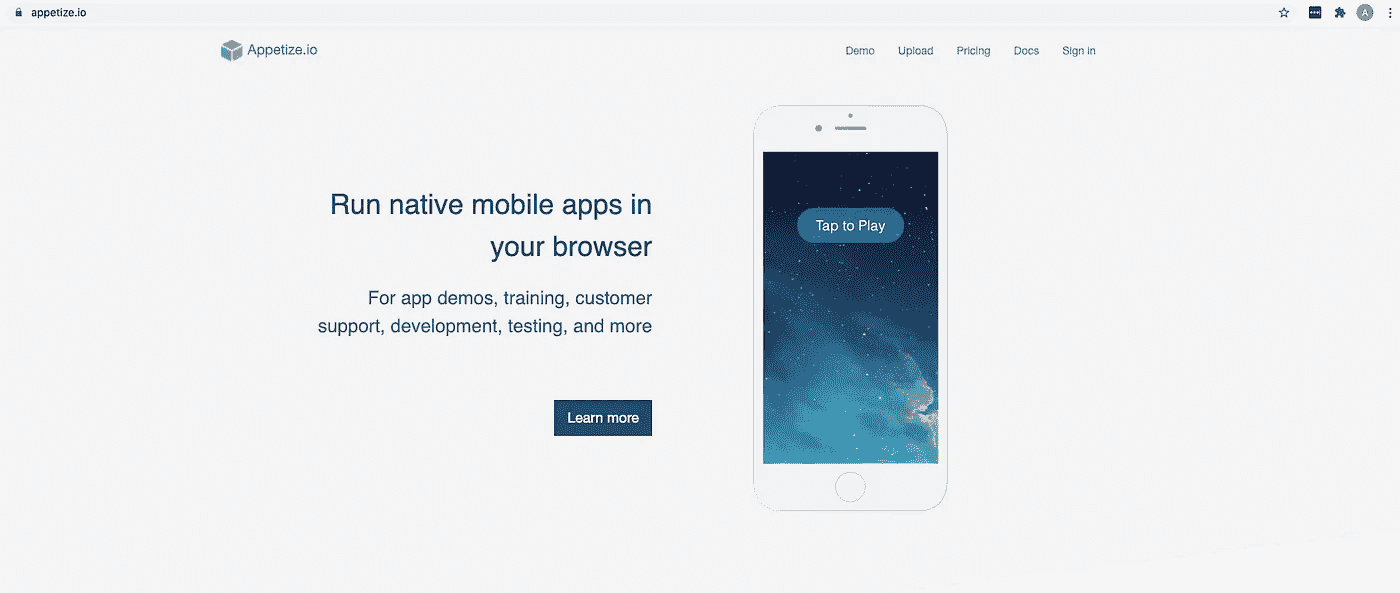 appetize.io
A
Appetize.io
Demo Upload Pricing Docs Sign in
Run native mobile apps in
your browser
For app demos, training, customer
support, development, testing, and more
Learn more
Tap to Play